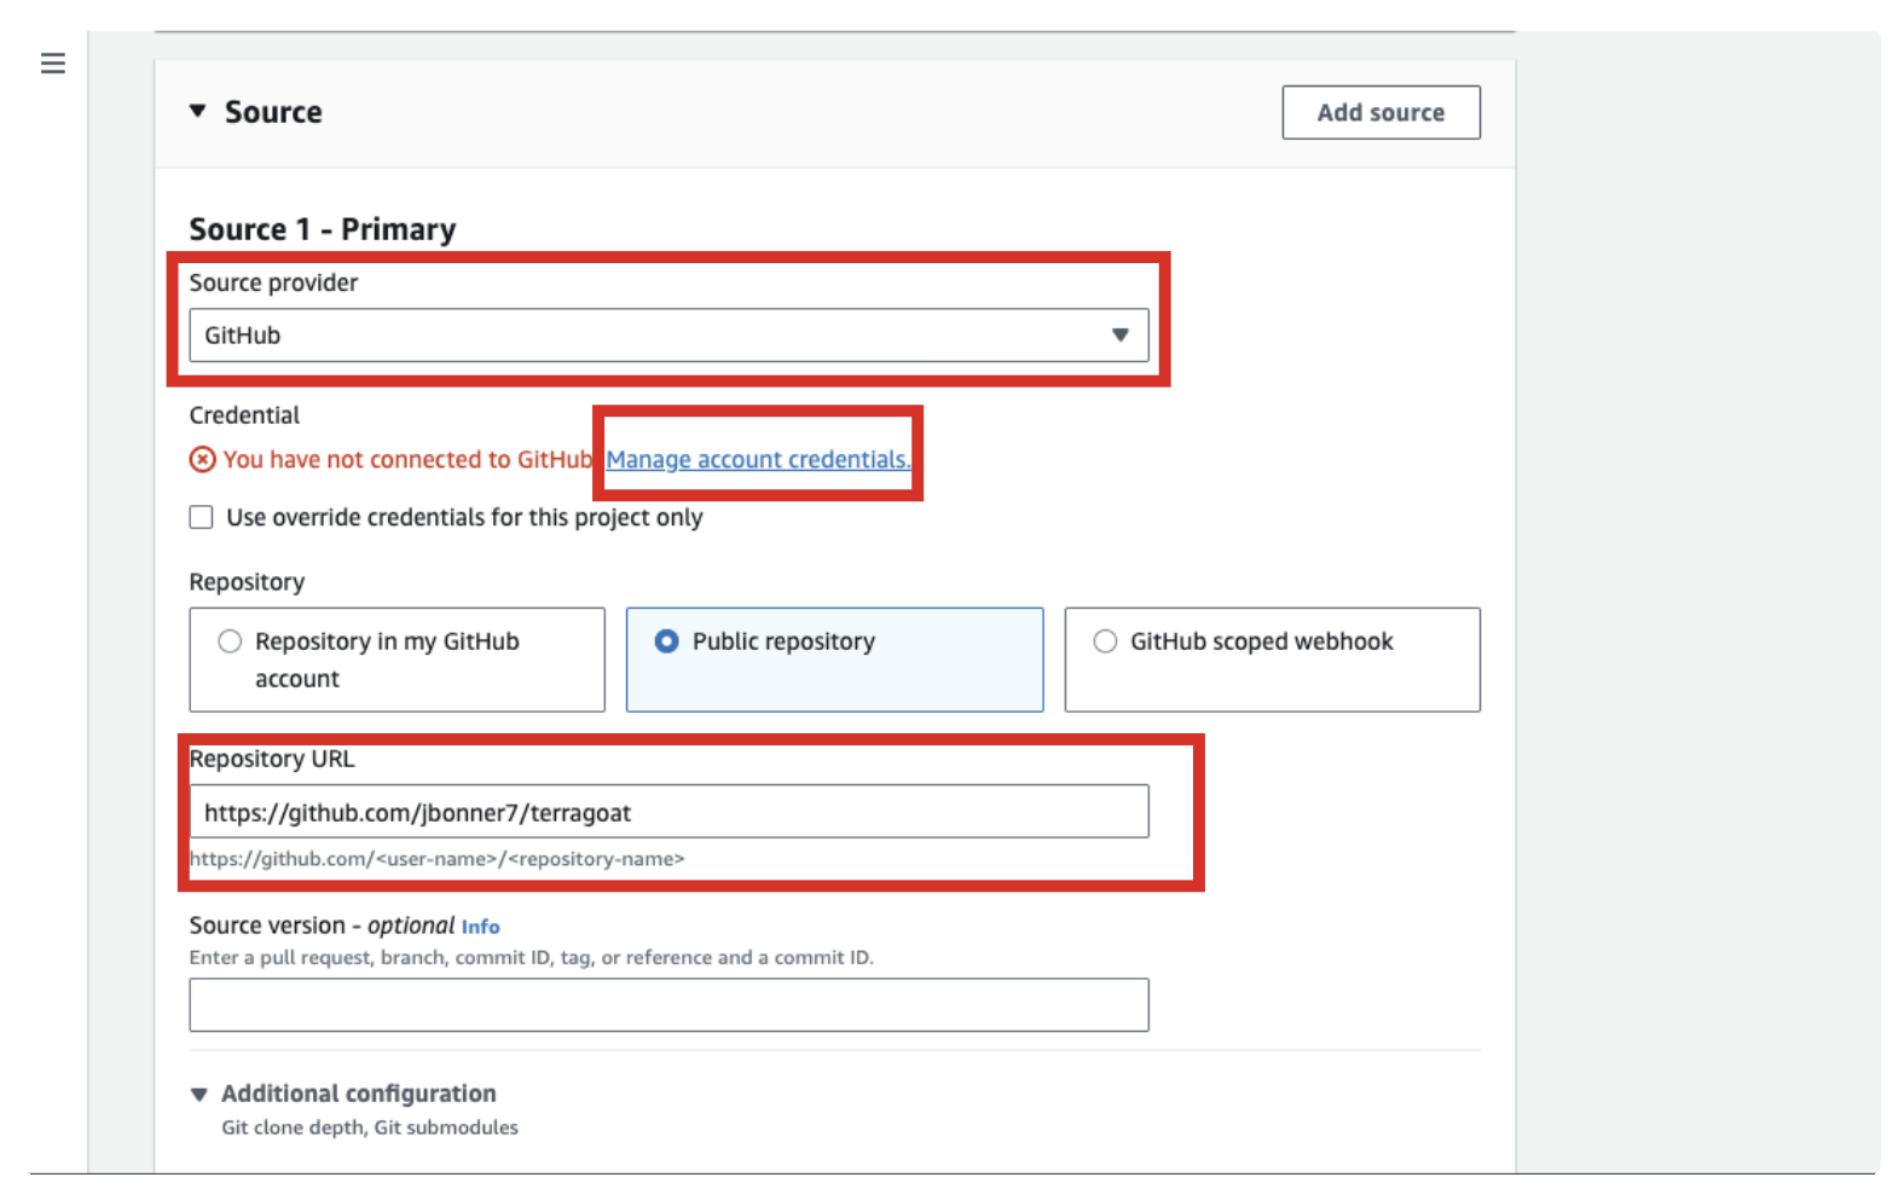 Source
Add source
Source 1 - Primary
Source provider
GitHub
Credential
You have not connected to GitHub. Manage account credentials.
Use override credentials for this project only
Repository
Repository in my GitHub
account
Public repository
GitHub scoped webhook
Repository URL
https://github.com/jbonner7/terragoat
https://github.com/<user-name>/<repository-name>
Source version - optional Info
Enter a pull request, branch, commit ID, tag, or reference and a commit ID.
Additional configuration
Git clone depth, Git submodules